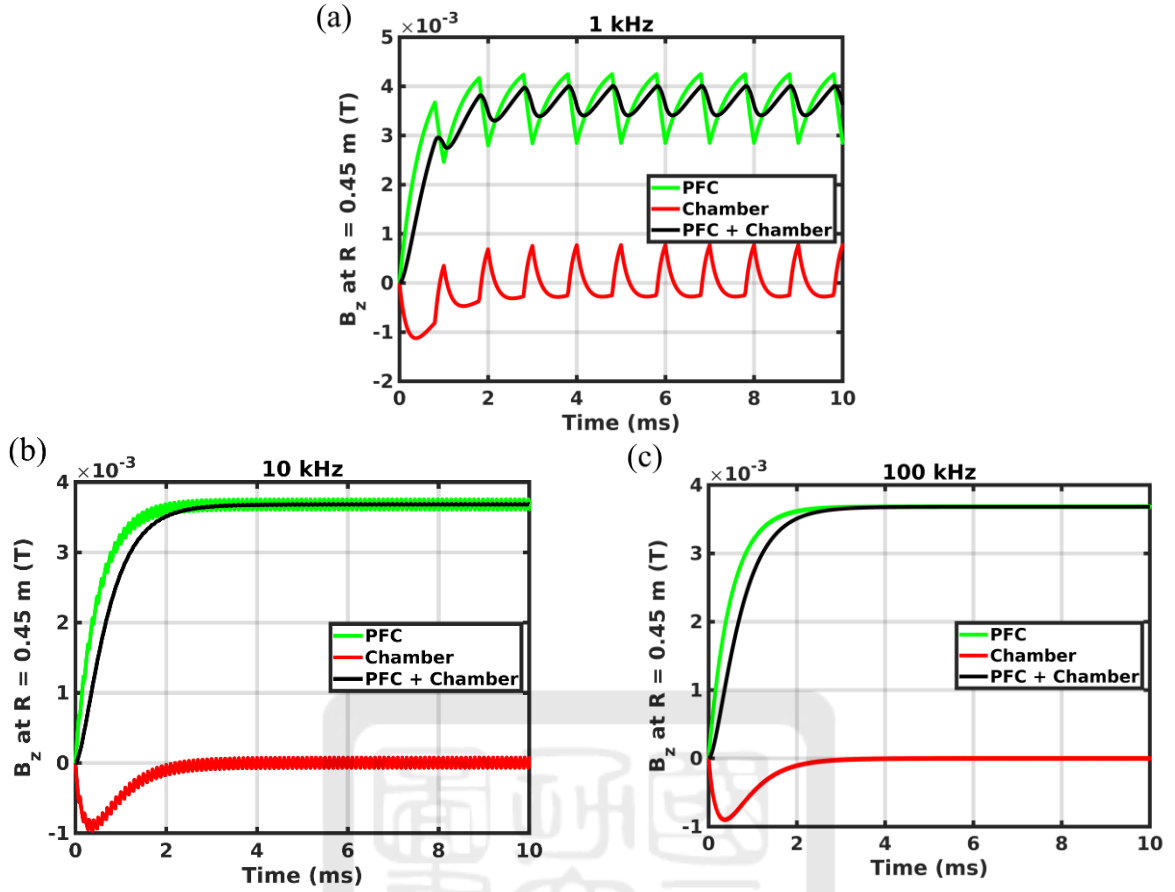 (a)
×10⁻³
1 kHz
5
4
3
2
1
0
-1
-2
B_z at R = 0.45 m (T)
PFC
Chamber
PFC + Chamber
0 2 4 6 8 10
Time (ms)
(b)
×10⁻³
10 kHz
4
3
2
1
0
-1
B_z at R = 0.45 m (T)
PFC
Chamber
PFC + Chamber
0 2 4 6 8 10
Time (ms)
(c)
×10⁻³
100 kHz
4
3
2
1
0
-1
B_z at R = 0.45 m (T)
PFC
Chamber
PFC + Chamber
0 2 4 6 8 10
Time (ms)